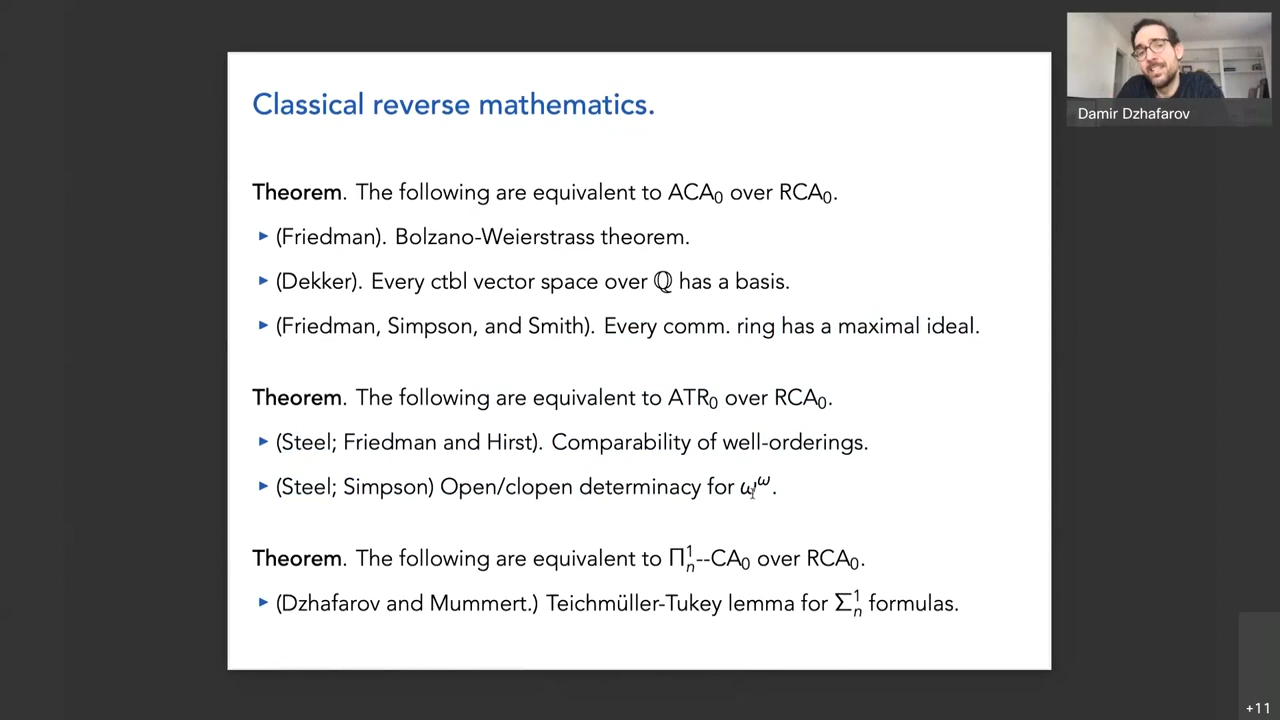 Classical reverse mathematics.
Damir Dzhafarov
Theorem. The following are equivalent to ACA₀ over RCA₀.
▸ (Friedman). Bolzano-Weierstrass theorem.
▸ (Dekker). Every ctbl vector space over ℚ has a basis.
▸ (Friedman, Simpson, and Smith). Every comm. ring has a maximal ideal.
Theorem. The following are equivalent to ATR₀ over RCA₀.
▸ (Steel; Friedman and Hirst). Comparability of well-orderings.
▸ (Steel; Simpson) Open/clopen determinacy for ω^ω.
Theorem. The following are equivalent to Π¹ₙ--CA₀ over RCA₀.
▸ (Dzhafarov and Mummert.) Teichmüller-Tukey lemma for Σ¹ₙ formulas.
+11